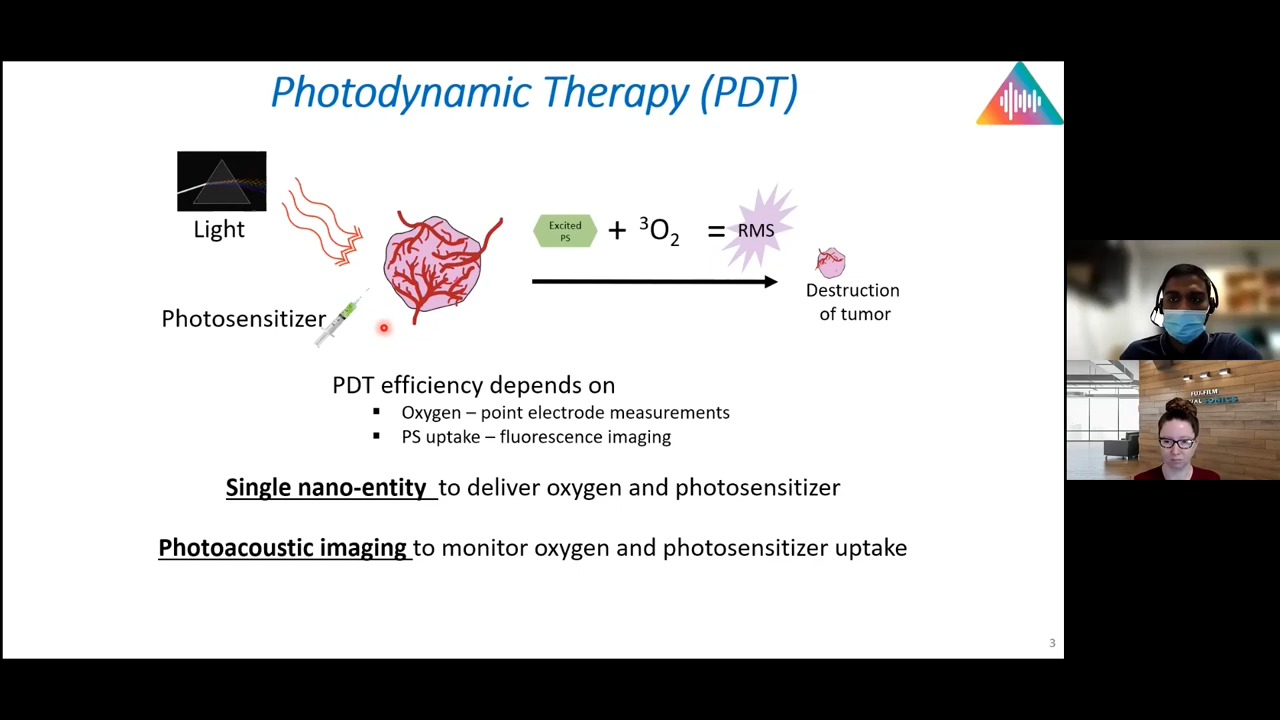 Photodynamic Therapy (PDT)
Light
Excited
PS
+ ³O₂ = RMS
Destruction
of tumor
Photosensitizer
PDT efficiency depends on
▪ Oxygen – point electrode measurements
▪ PS uptake – fluorescence imaging
Single nano-entity to deliver oxygen and photosensitizer
Photoacoustic imaging to monitor oxygen and photosensitizer uptake
3
FUJIFILM
SONICS